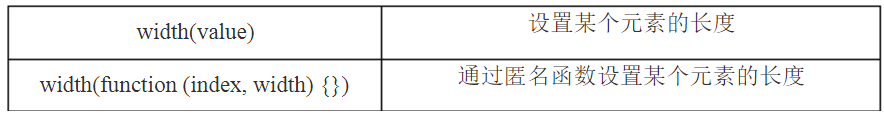 width(value) 设置某个元素的长度
width(function (index, width) {}) 通过匿名函数设置某个元素的长度